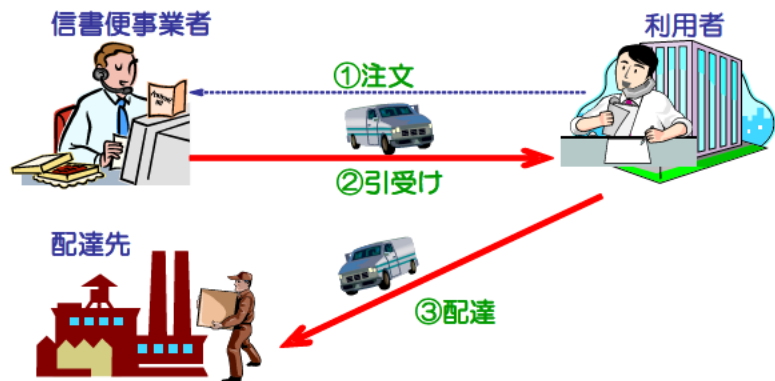 信書便事業者
利用者
①注文
②引受け
配達先
③配達